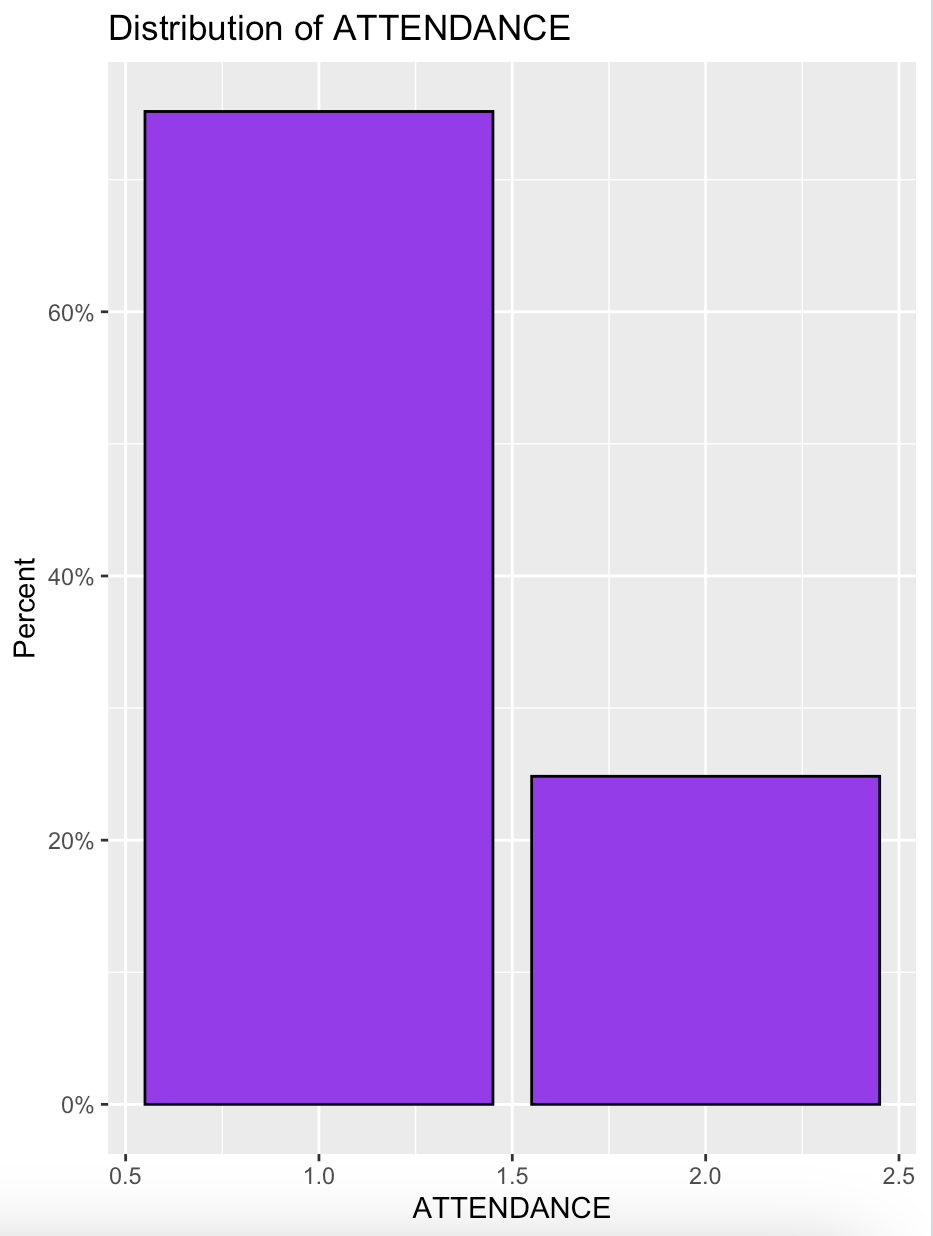 Distribution of ATTENDANCE
60%
40%
20%
0%
Percent
0.5 1.0 1.5 2.0 2.5
ATTENDANCE